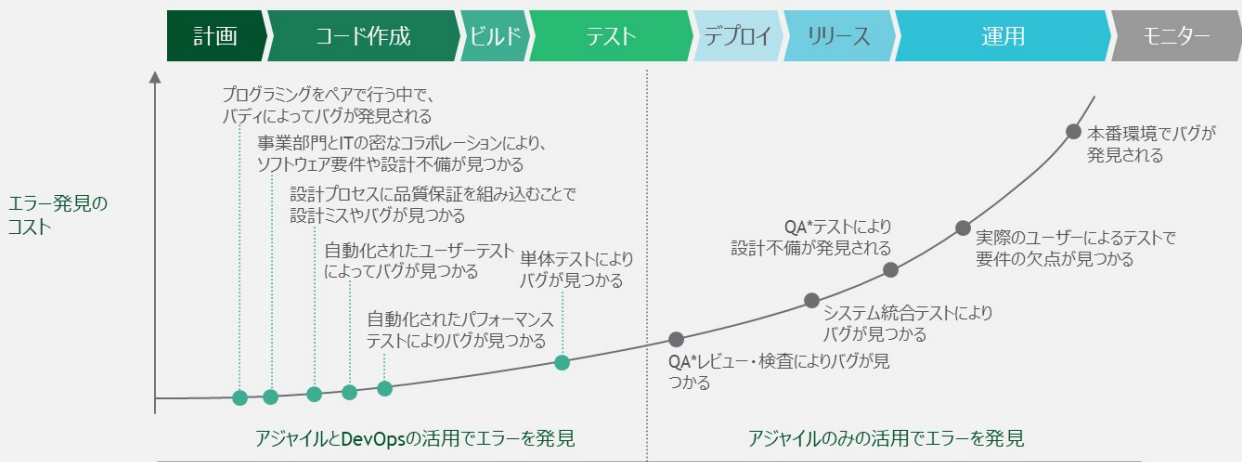 計画
コード作成
ビルド
テスト
デプロイ
リリース
運用
モニター
エラー発見の
コスト
プログラミングをペアで行う中で、
バディによってバグが発見される
事業部門とITの密なコラボレーションにより、
ソフトウェア要件や設計不備が見つかる
設計プロセスに品質保証を組み込むことで
設計ミスやバグが見つかる
自動化されたユーザーテスト
によってバグが見つかる
自動化されたパフォーマンス
テストによりバグが見つかる
単体テストにより
バグが見つかる
QA*レビュー・検査によりバグが見
つかる
システム統合テストにより
バグが見つかる
QA*テストにより
設計不備が発見される
実際のユーザーによるテストで
要件の欠点が見つかる
本番環境でバグが
発見される
アジャイルとDevOpsの活用でエラーを発見
アジャイルのみの活用でエラーを発見